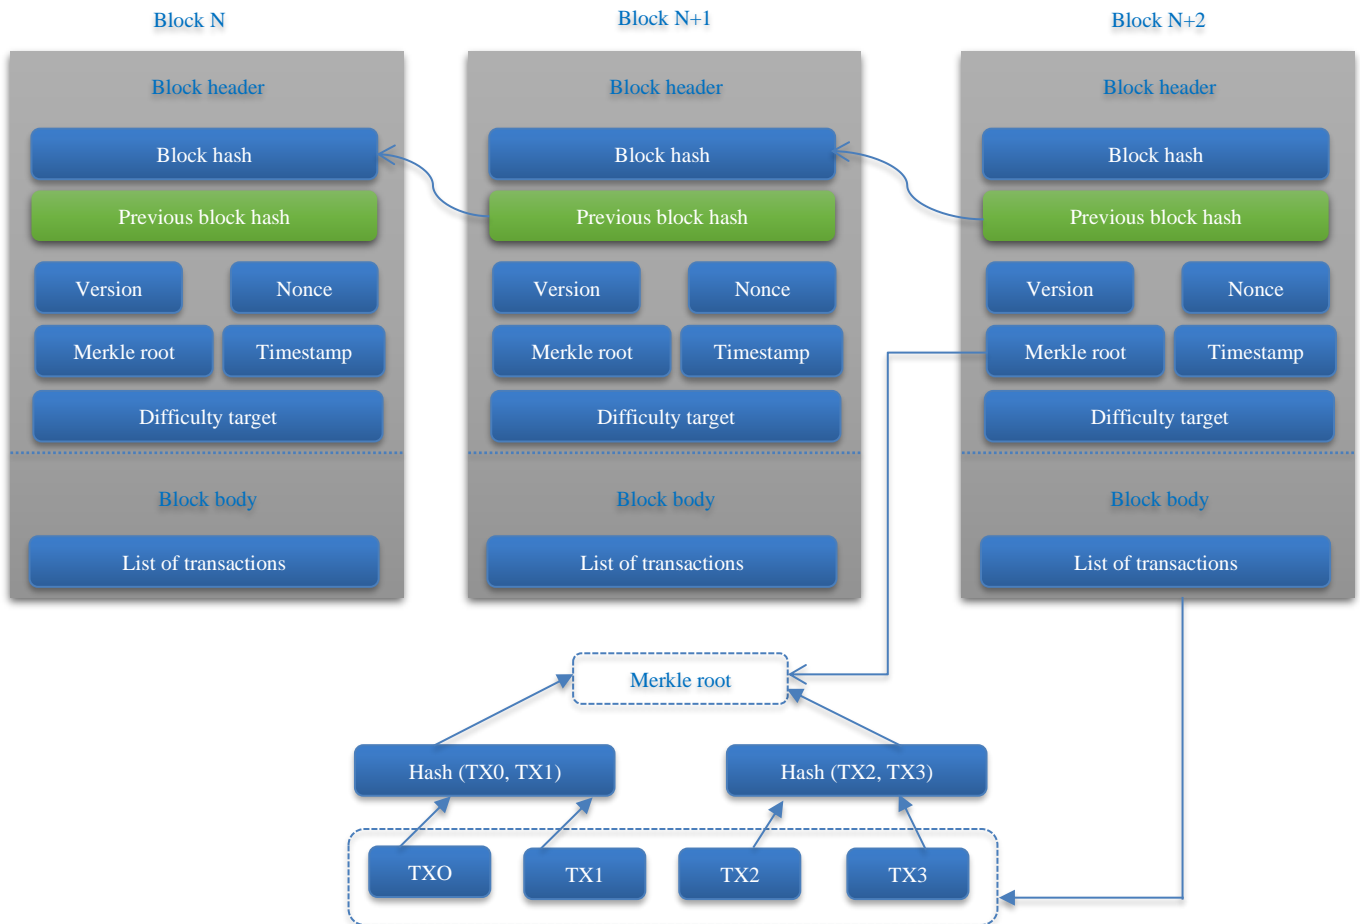 Block N
Block N+1
Block N+2
Block header
Block header
Block header
Block hash
Block hash
Block hash
Previous block hash
Previous block hash
Previous block hash
Version
Nonce
Version
Nonce
Version
Nonce
Merkle root
Timestamp
Merkle root
Timestamp
Merkle root
Timestamp
Difficulty target
Difficulty target
Difficulty target
Block body
Block body
Block body
List of transactions
List of transactions
List of transactions
Merkle root
Hash (TX0, TX1)
Hash (TX2, TX3)
TXO
TX1
TX2
TX3